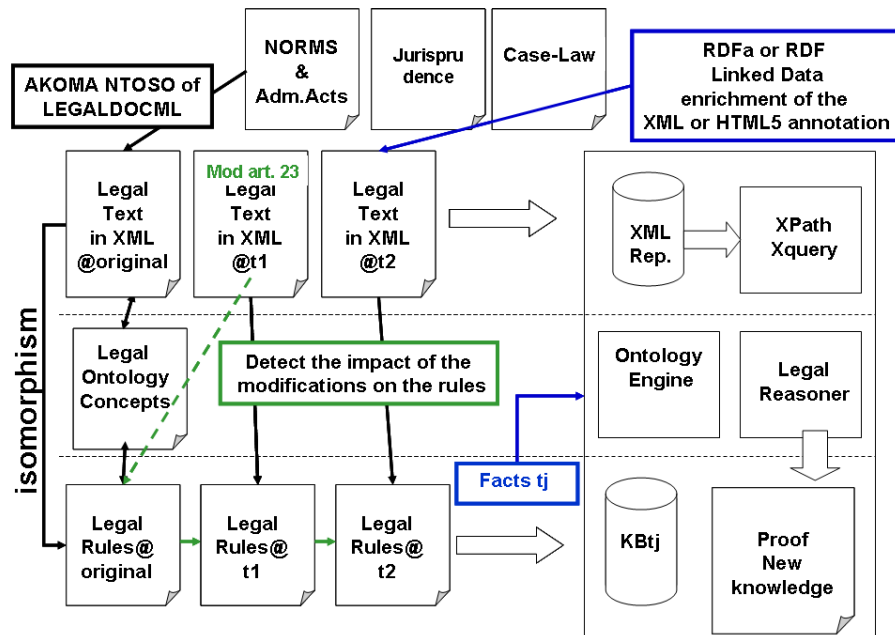 NORMS
&
Adm.Acts
Jurispru
dence
Case-Law
RDFa or RDF
Linked Data
enrichment of the
XML or HTML5 annotation
AKOMA NTOSO of
LEGALDOCML
Legal
Text
in XML
@original
Mod art. 23
Legal
Text
in XML
@t1
Legal
Text
in XML
@t2
XML
Rep.
XPath
Xquery
isomorphism
Legal
Ontology
Concepts
Detect the impact of the
modifications on the rules
Ontology
Engine
Legal
Reasoner
Facts tj
Legal
Rules@
original
Legal
Rules@
t1
Legal
Rules@
t2
KBtj
Proof
New
knowledge